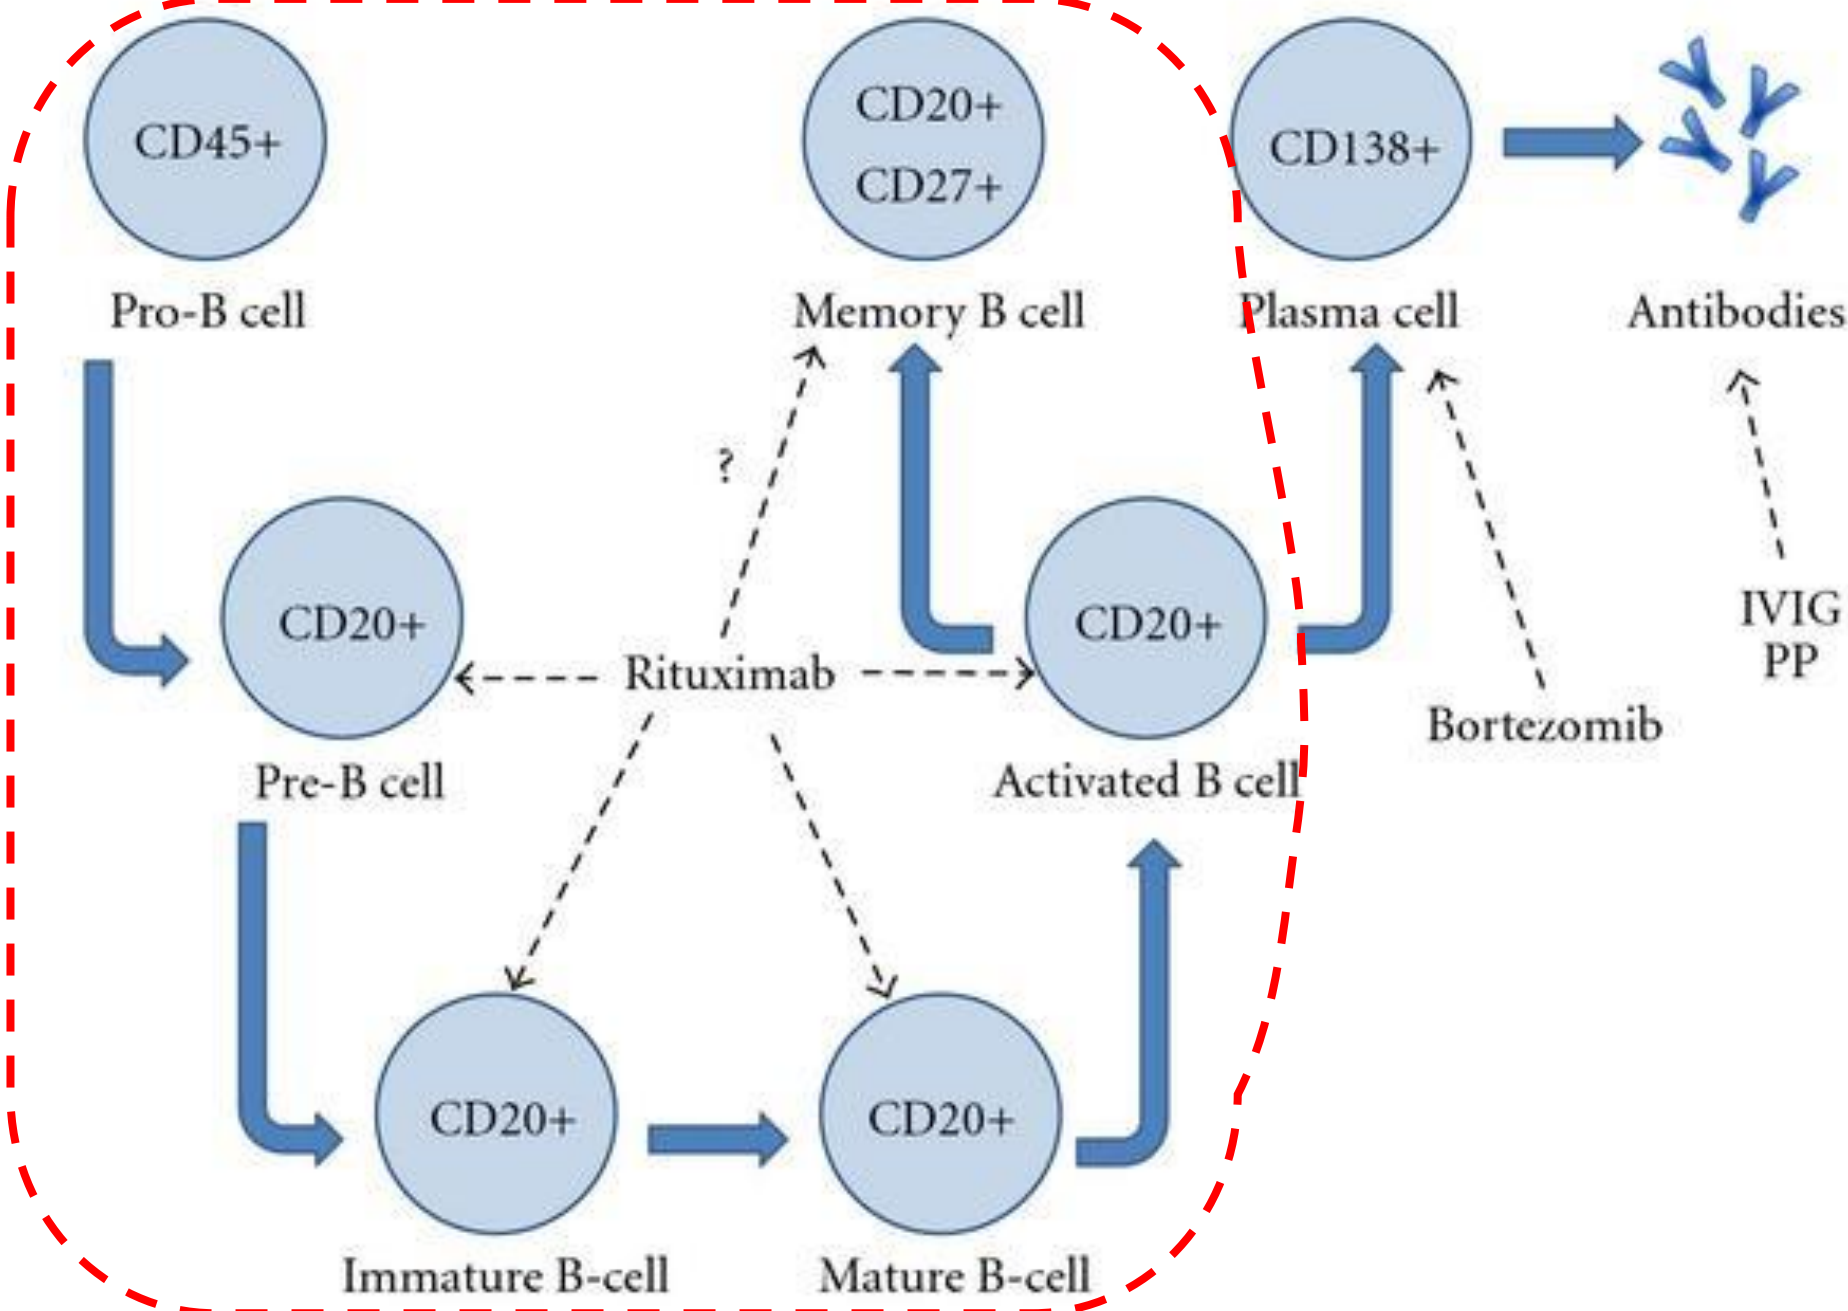 CD45+
Pro-B cell
CD20+
CD27+
Memory B cell
CD138+
Plasma cell
Antibodies
?
CD20+
Pre-B cell
Rituximab
CD20+
Activated B cell
Bortezomib
IVIG
PP
CD20+
Immature B-cell
CD20+
Mature B-cell